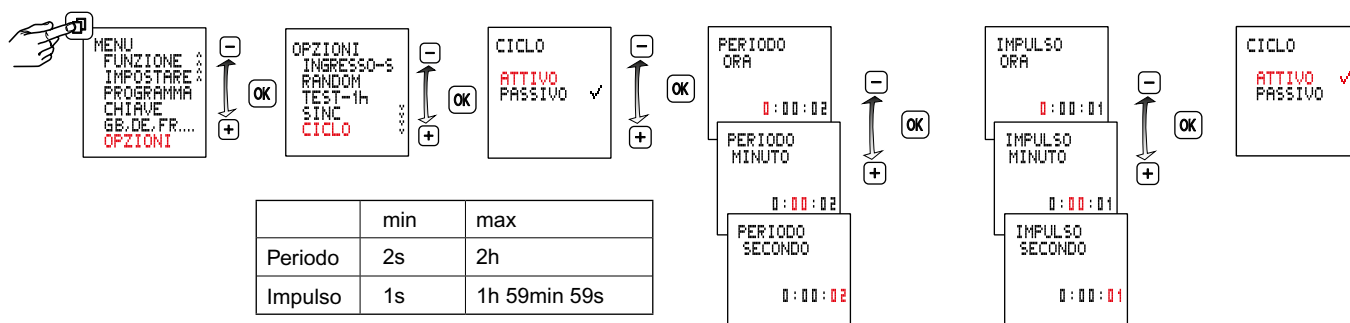 MENU
FUNZIONE
IMPOSTARE
PROGRAMMA
CHIAVE
GB,DE,FR....
OPZIONI
−
+
OK
OPZIONI
INGRESSO-S
RANDOM
TEST-1h
SINC
CICLO
−
+
OK
CICLO
ATTIVO
PASSIVO ✓
−
+
OK
PERIODO
ORA
0:00:02
PERIODO
MINUTO
0:00:02
PERIODO
SECONDO
0:00:02
−
+
OK
IMPULSO
ORA
0:00:01
IMPULSO
MINUTO
0:00:01
IMPULSO
SECONDO
0:00:01
−
+
OK
CICLO
ATTIVO ✓
PASSIVO
min max
Periodo 2s 2h
Impulso 1s 1h 59min 59s